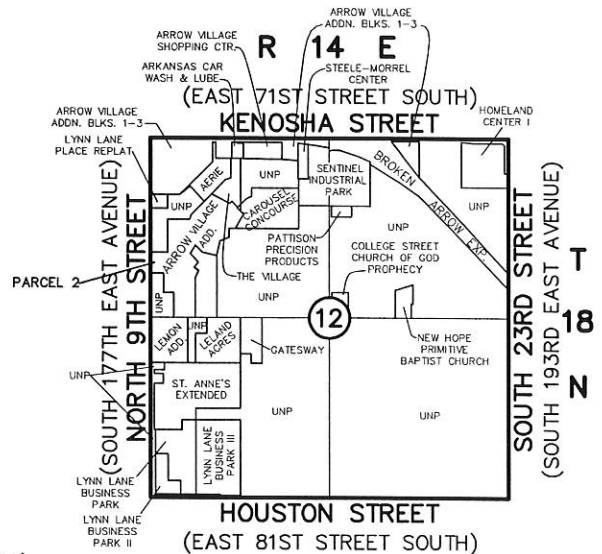 ARROW VILLAGE
ADDN. BLKS. 1-3
ARROW VILLAGE
SHOPPING CTR.
R 14 E
ARKANSAS CAR
WASH & LUBE
STEELE-MORREL
CENTER
(EAST 71ST STREET SOUTH)
KENOSHA STREET
ARROW VILLAGE
ADDN. BLKS. 1-3
HOMELAND
CENTER I
LYNN LANE
PLACE REPLAT
AERIE
UNP
SENTINEL
INDUSTRIAL
PARK
BROKEN
ARROW EXP.
UNP
UNP
CAROUSEL
CONCOURSE
ARROW VILLAGE
ADD.
PATTISON
PRECISION
PRODUCTS
UNP
COLLEGE STREET
CHURCH OF GOD
PROPHECY
THE VILLAGE
PARCEL 2
UNP
UNP
12
T
18
N
LEMON
ADD.
UNP
LELAND
ACRES
GATESWAY
NEW HOPE
PRIMITIVE
BAPTIST CHURCH
UNP
ST. ANNE'S
EXTENDED
UNP
UNP
LYNN LANE
BUSINESS
PARK III
LYNN LANE
BUSINESS
PARK
LYNN LANE
BUSINESS
PARK II
NORTH 9TH STREET
(SOUTH 177TH EAST AVENUE)
SOUTH 23RD STREET
(SOUTH 193RD EAST AVENUE)
HOUSTON STREET
(EAST 81ST STREET SOUTH)